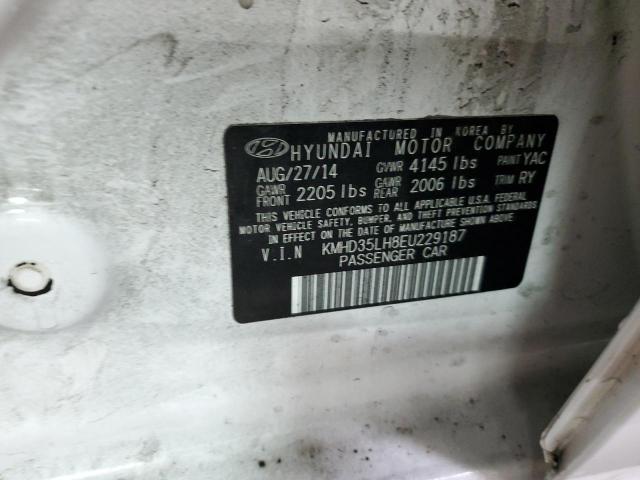 MANUFACTURED IN KOREA BY
HYUNDAI MOTOR COMPANY
AUG/27/14 GVWR 4145 lbs PAINT YAC
GAWR FRONT 2205 lbs GAWR REAR 2006 lbs TRIM RY
THIS VEHICLE CONFORMS TO ALL APPLICABLE U.S.A. FEDERAL
MOTOR VEHICLE SAFETY, BUMPER, AND THEFT PREVENTION STANDARDS
IN EFFECT ON THE DATE OF MANUFACTURE SHOWN ABOVE.
V.I.N KMHD35LH8EU229187
PASSENGER CAR